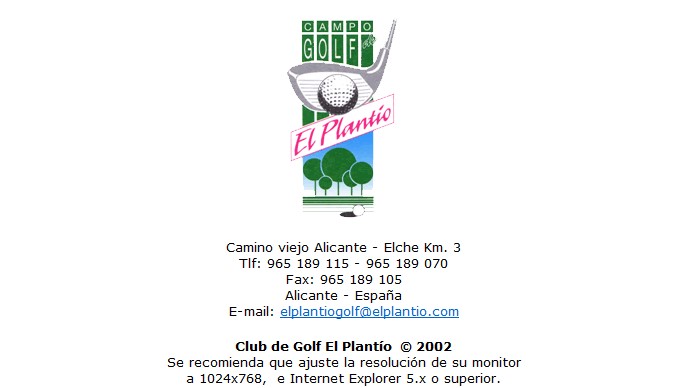 CAMPO
GOLF
El Plantío
Camino viejo Alicante - Elche Km. 3
Tlf: 965 189 115 - 965 189 070
Fax: 965 189 105
Alicante - España
E-mail: elplantiogolf@elplantio.com
Club de Golf El Plantío © 2002
Se recomienda que ajuste la resolución de su monitor
a 1024x768, e Internet Explorer 5.x o superior.